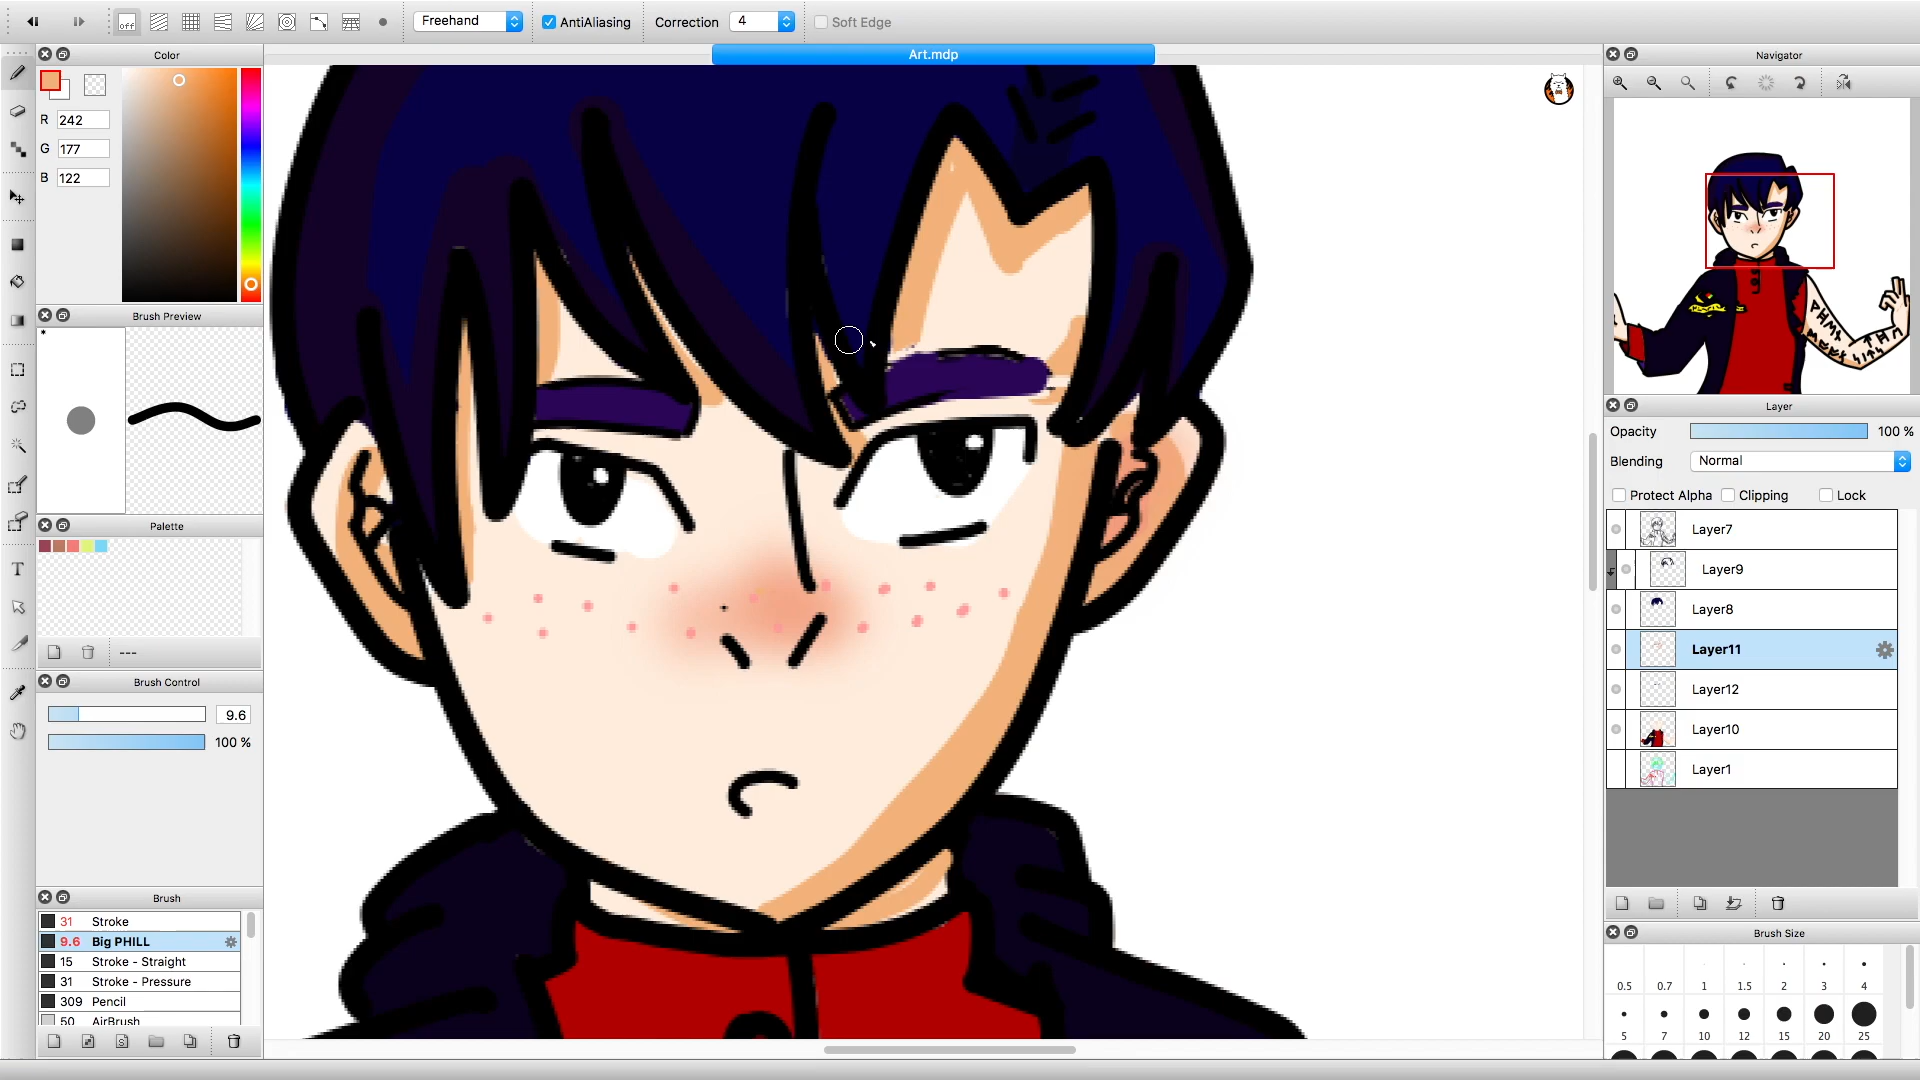 off
Freehand
AntiAliasing
Correction
4
Soft Edge
Color
Art.mdp
Navigator
R 242
G 177
B 122
Brush Preview
*
Palette
---
Brush Control
9.6
100 %
Brush
31 Stroke
9.6 Big PHILL
15 Stroke - Straight
31 Stroke - Pressure
309 Pencil
50 AirBrush
Layer
Opacity 100 %
Blending Normal
Protect Alpha Clipping Lock
Layer7
Layer9
Layer8
Layer11
Layer12
Layer10
Layer1
Brush Size
0.5 0.7 1 1.5 2 3 4
5 7 10 12 15 20 25
T